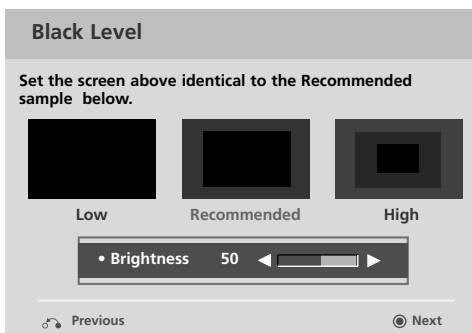 Black Level
Set the screen above identical to the Recommended
sample below.
Low Recommended High
• Brightness 50
Previous Next